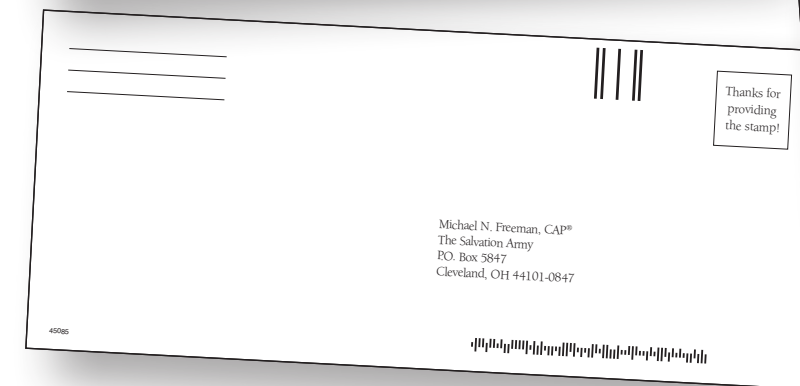 Thanks for
providing
the stamp!
Michael N. Freeman, CAP®
The Salvation Army
P.O. Box 5847
Cleveland, OH 44101-0847
45085